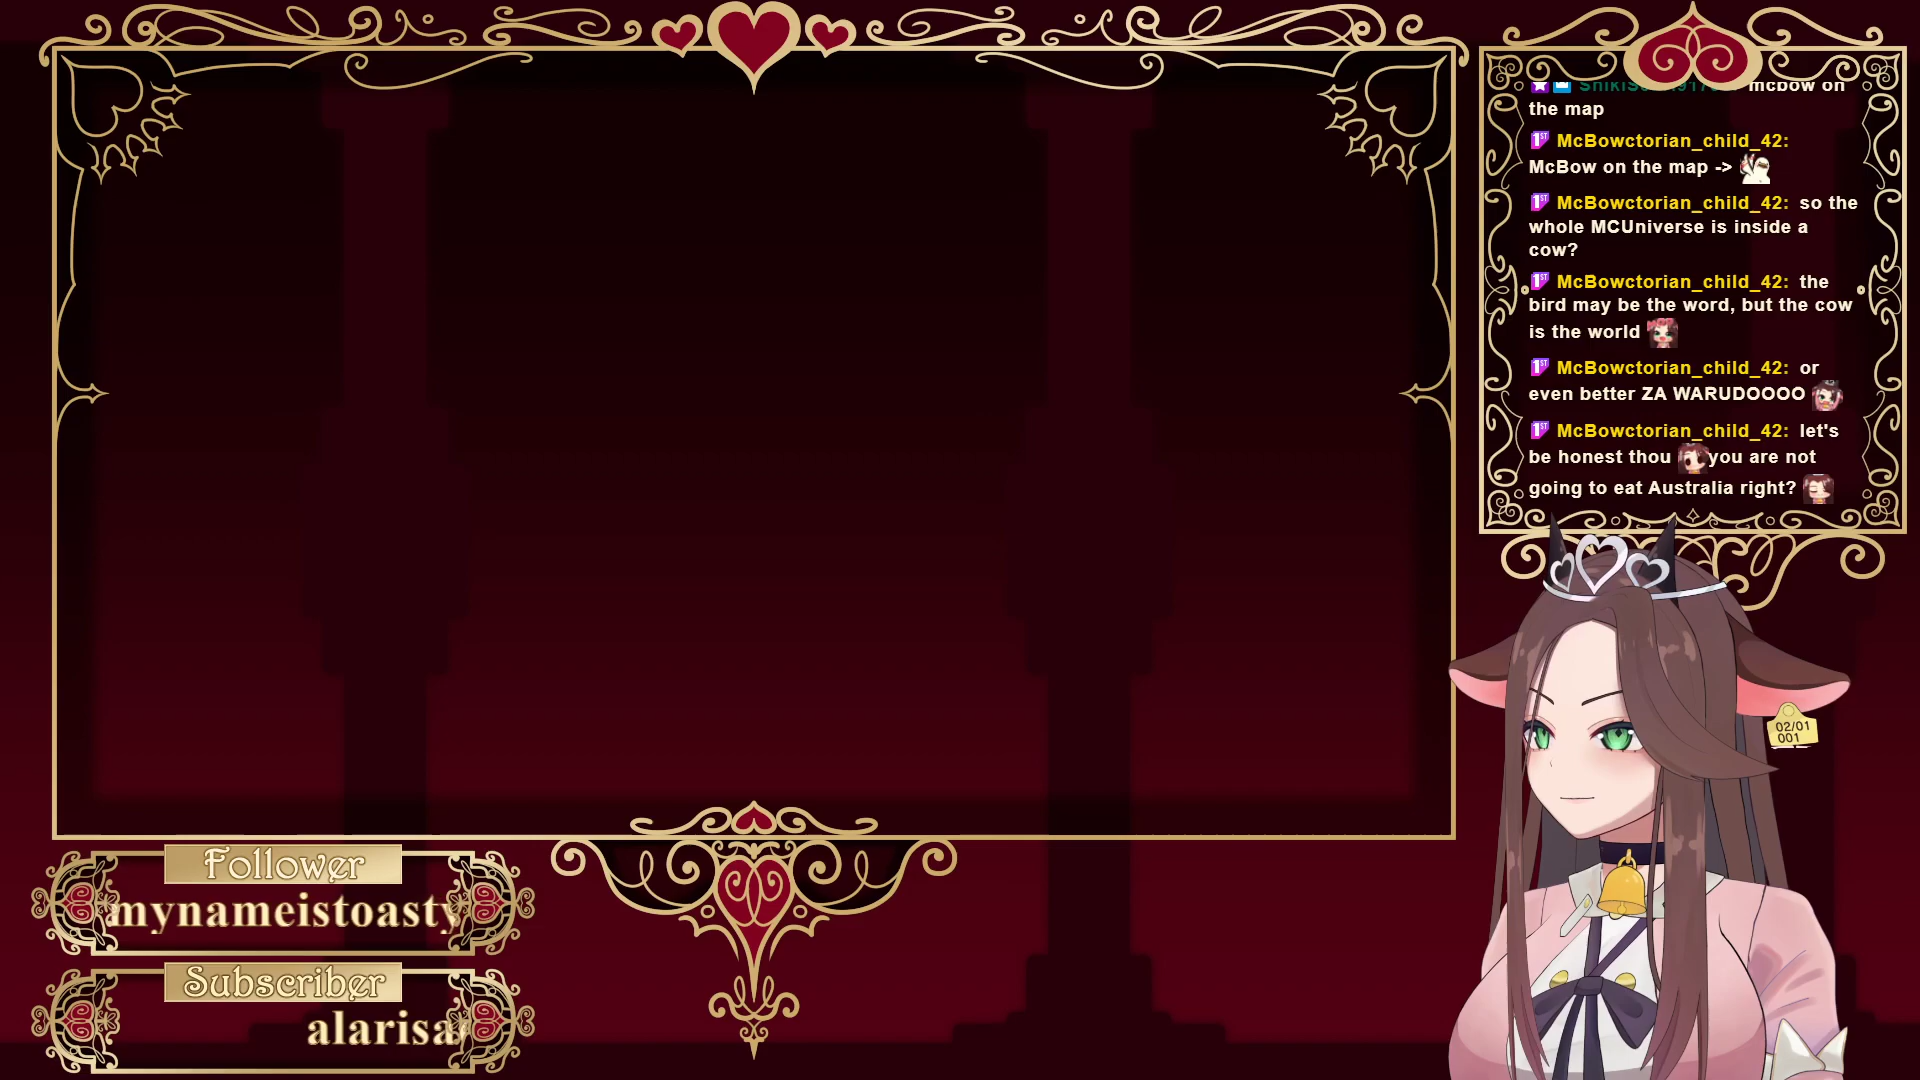 mcbow on
the map
McBowctorian_child_42:
McBow on the map ->
McBowctorian_child_42: so the
whole MCUniverse is inside a
cow?
McBowctorian_child_42: the
bird may be the word, but the cow
is the world
McBowctorian_child_42: or
even better ZA WARUDOOOO
McBowctorian_child_42: let's
be honest thou you are not
going to eat Australia right?
02/01
001
Follower
mynameistoasty
Subscriber
alarisa